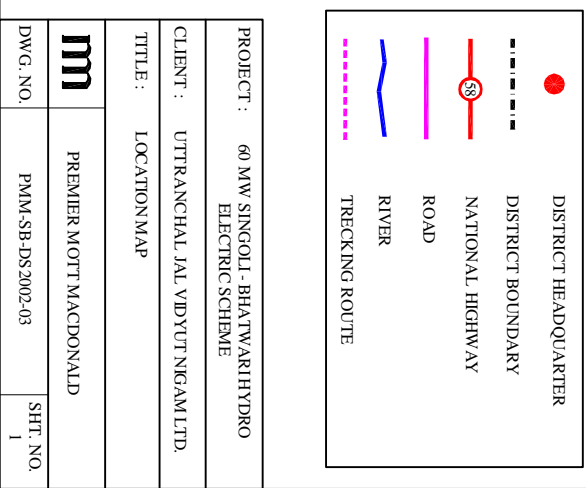 DISTRICT HEADQUARTER
DISTRICT BOUNDARY
58
NATIONAL HIGHWAY
ROAD
RIVER
TRECKING ROUTE
PROJECT : 60 MW SINGOLI - BHATWARI HYDRO
ELECTRIC SCHEME
CLIENT : UTTRANCHAL JAL VIDYUT NIGAM LTD.
TITLE : LOCATION MAP
m PREMIER MOTT MACDONALD
DWG. NO. PMM-SB-DS2002-03 SHT. NO.
1